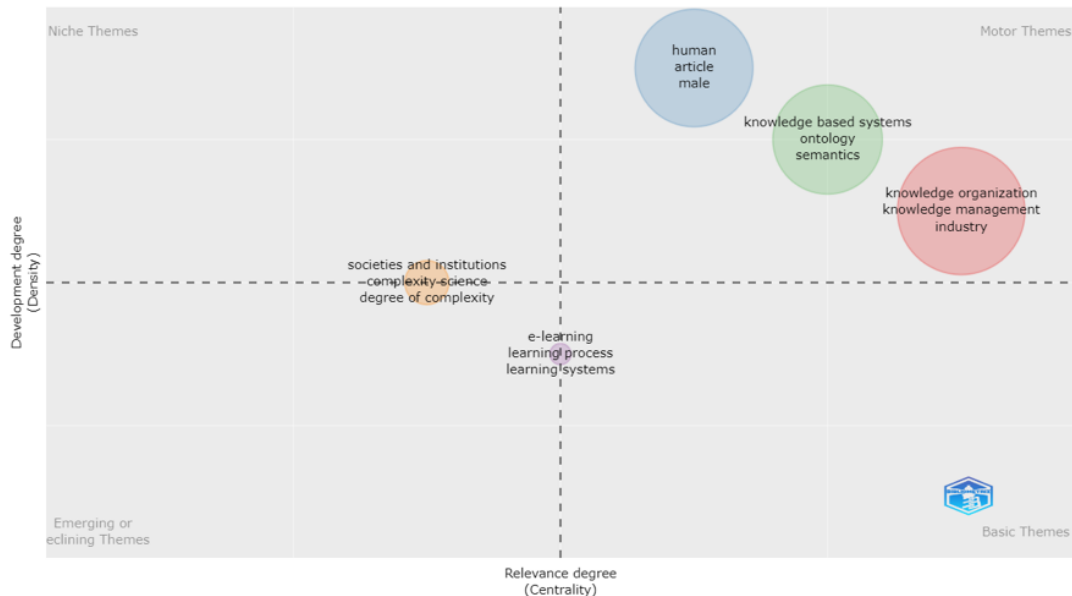 Niche Themes
Motor Themes
human
article
male
knowledge based systems
ontology
semantics
knowledge organization
knowledge management
industry
societies and institutions
complexity science
degree of complexity
e-learning
learning process
learning systems
Development degree
(Density)
Emerging or
eclining Themes
Basic Themes
Relevance degree
(Centrality)